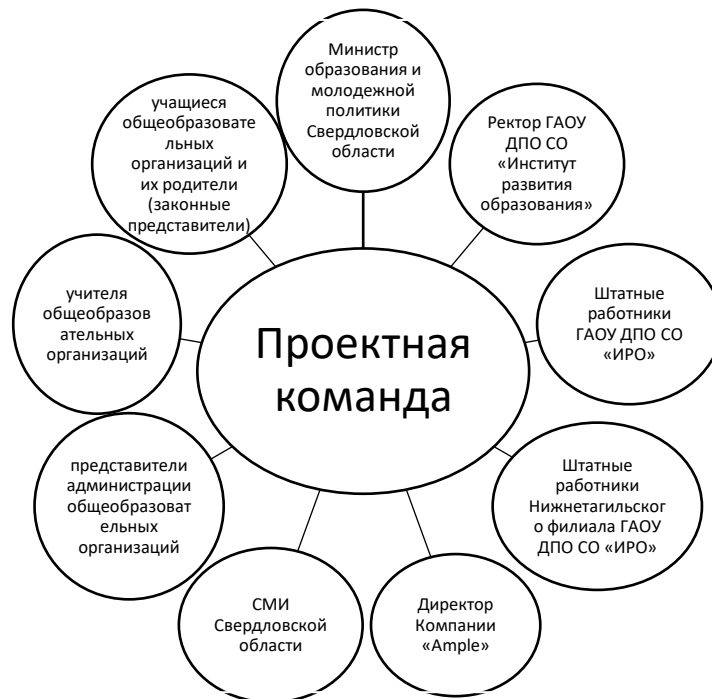 Министр
образования и
молодежной
политики
Свердловской
области
Ректор ГАОУ
ДПО СО
«Институт
развития
образования»
Штатные
работники
ГАОУ ДПО СО
«ИРО»
Штатные
работники
Нижнетагильског
о филиала ГАОУ
ДПО СО «ИРО»
Директор
Компании
«Ample»
СМИ
Свердловской
области
представители
администрации
общеобразоват
ельных
организаций
учителя
общеобразов
ательных
организаций
учащиеся
общеобразовате
льных
организаций и
их родители
(законные
представители)
Проектная
команда